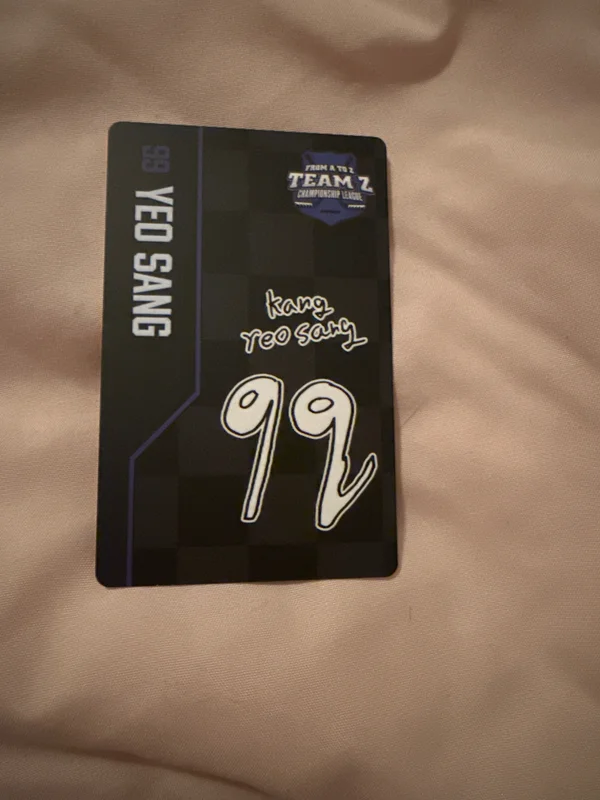 99 YEO SANG
FROM A TO Z
TEAM Z
CHAMPIONSHIP LEAGUE
kang
yeo sang
99